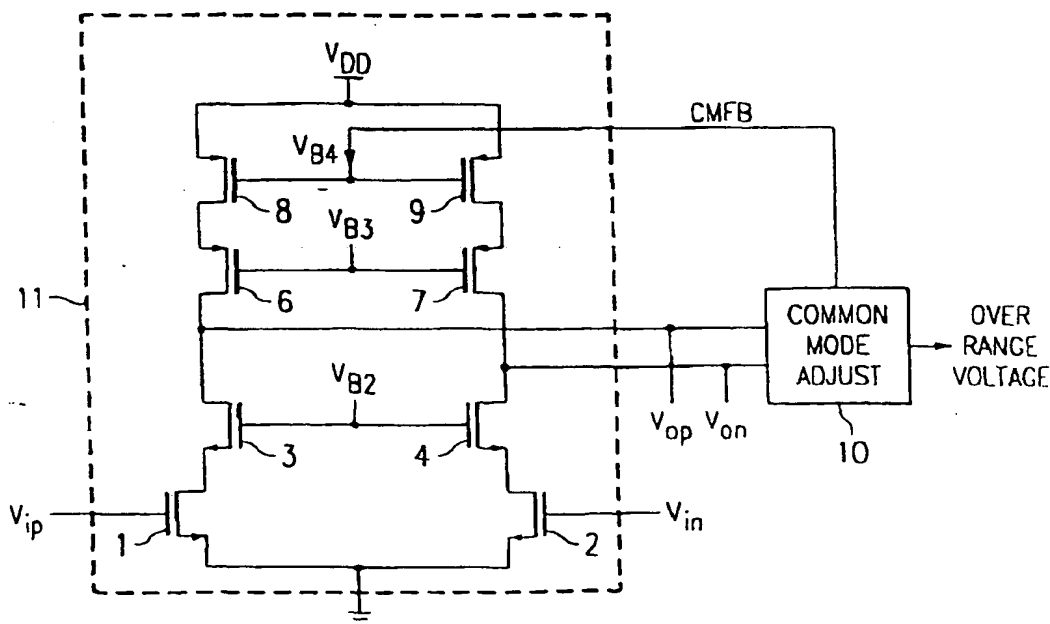 V_DD
CMFB
V_B4
8
9
V_B3
11
6
7
COMMON
MODE
ADJUST
OVER
RANGE
VOLTAGE
V_B2
V_op
V_on
10
3
4
V_ip
V_in
1
2